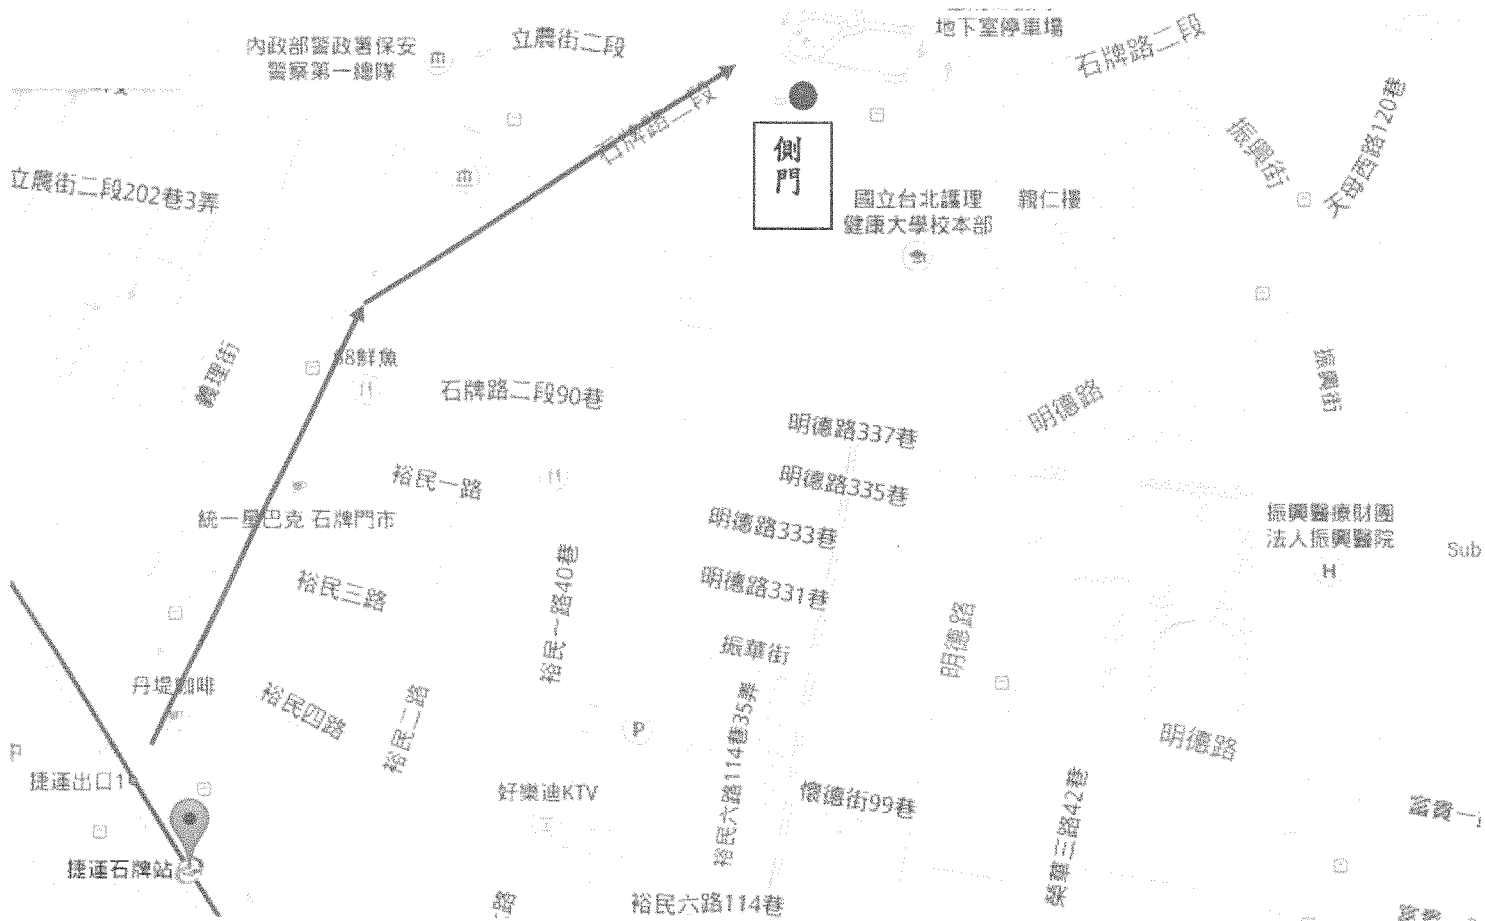 地下室停車場
內政部警政署保安
警察第一總隊
立農街二段
石牌路二段
石牌路二段
天母西路120巷
振興街
側門
立農街二段202巷3弄
國立台北護理
健康大學校本部
親仁樓
義理街
88鮮魚
石牌路二段90巷
振興街
明德路
明德路337巷
裕民一路
明德路335巷
統一星巴克 石牌門市
明德路333巷
振興醫療財團
法人振興醫院
H
Sub
裕民三路
裕民一路40巷
明德路331巷
明德路
振華街
丹堤咖啡
裕民四路
裕民二路
P
裕民六路114巷35弄
明德路
P
捷運出口1
好樂迪KTV
懷德街99巷
榮華三路42巷
富貴一
捷運石牌站
裕民六路114巷
路